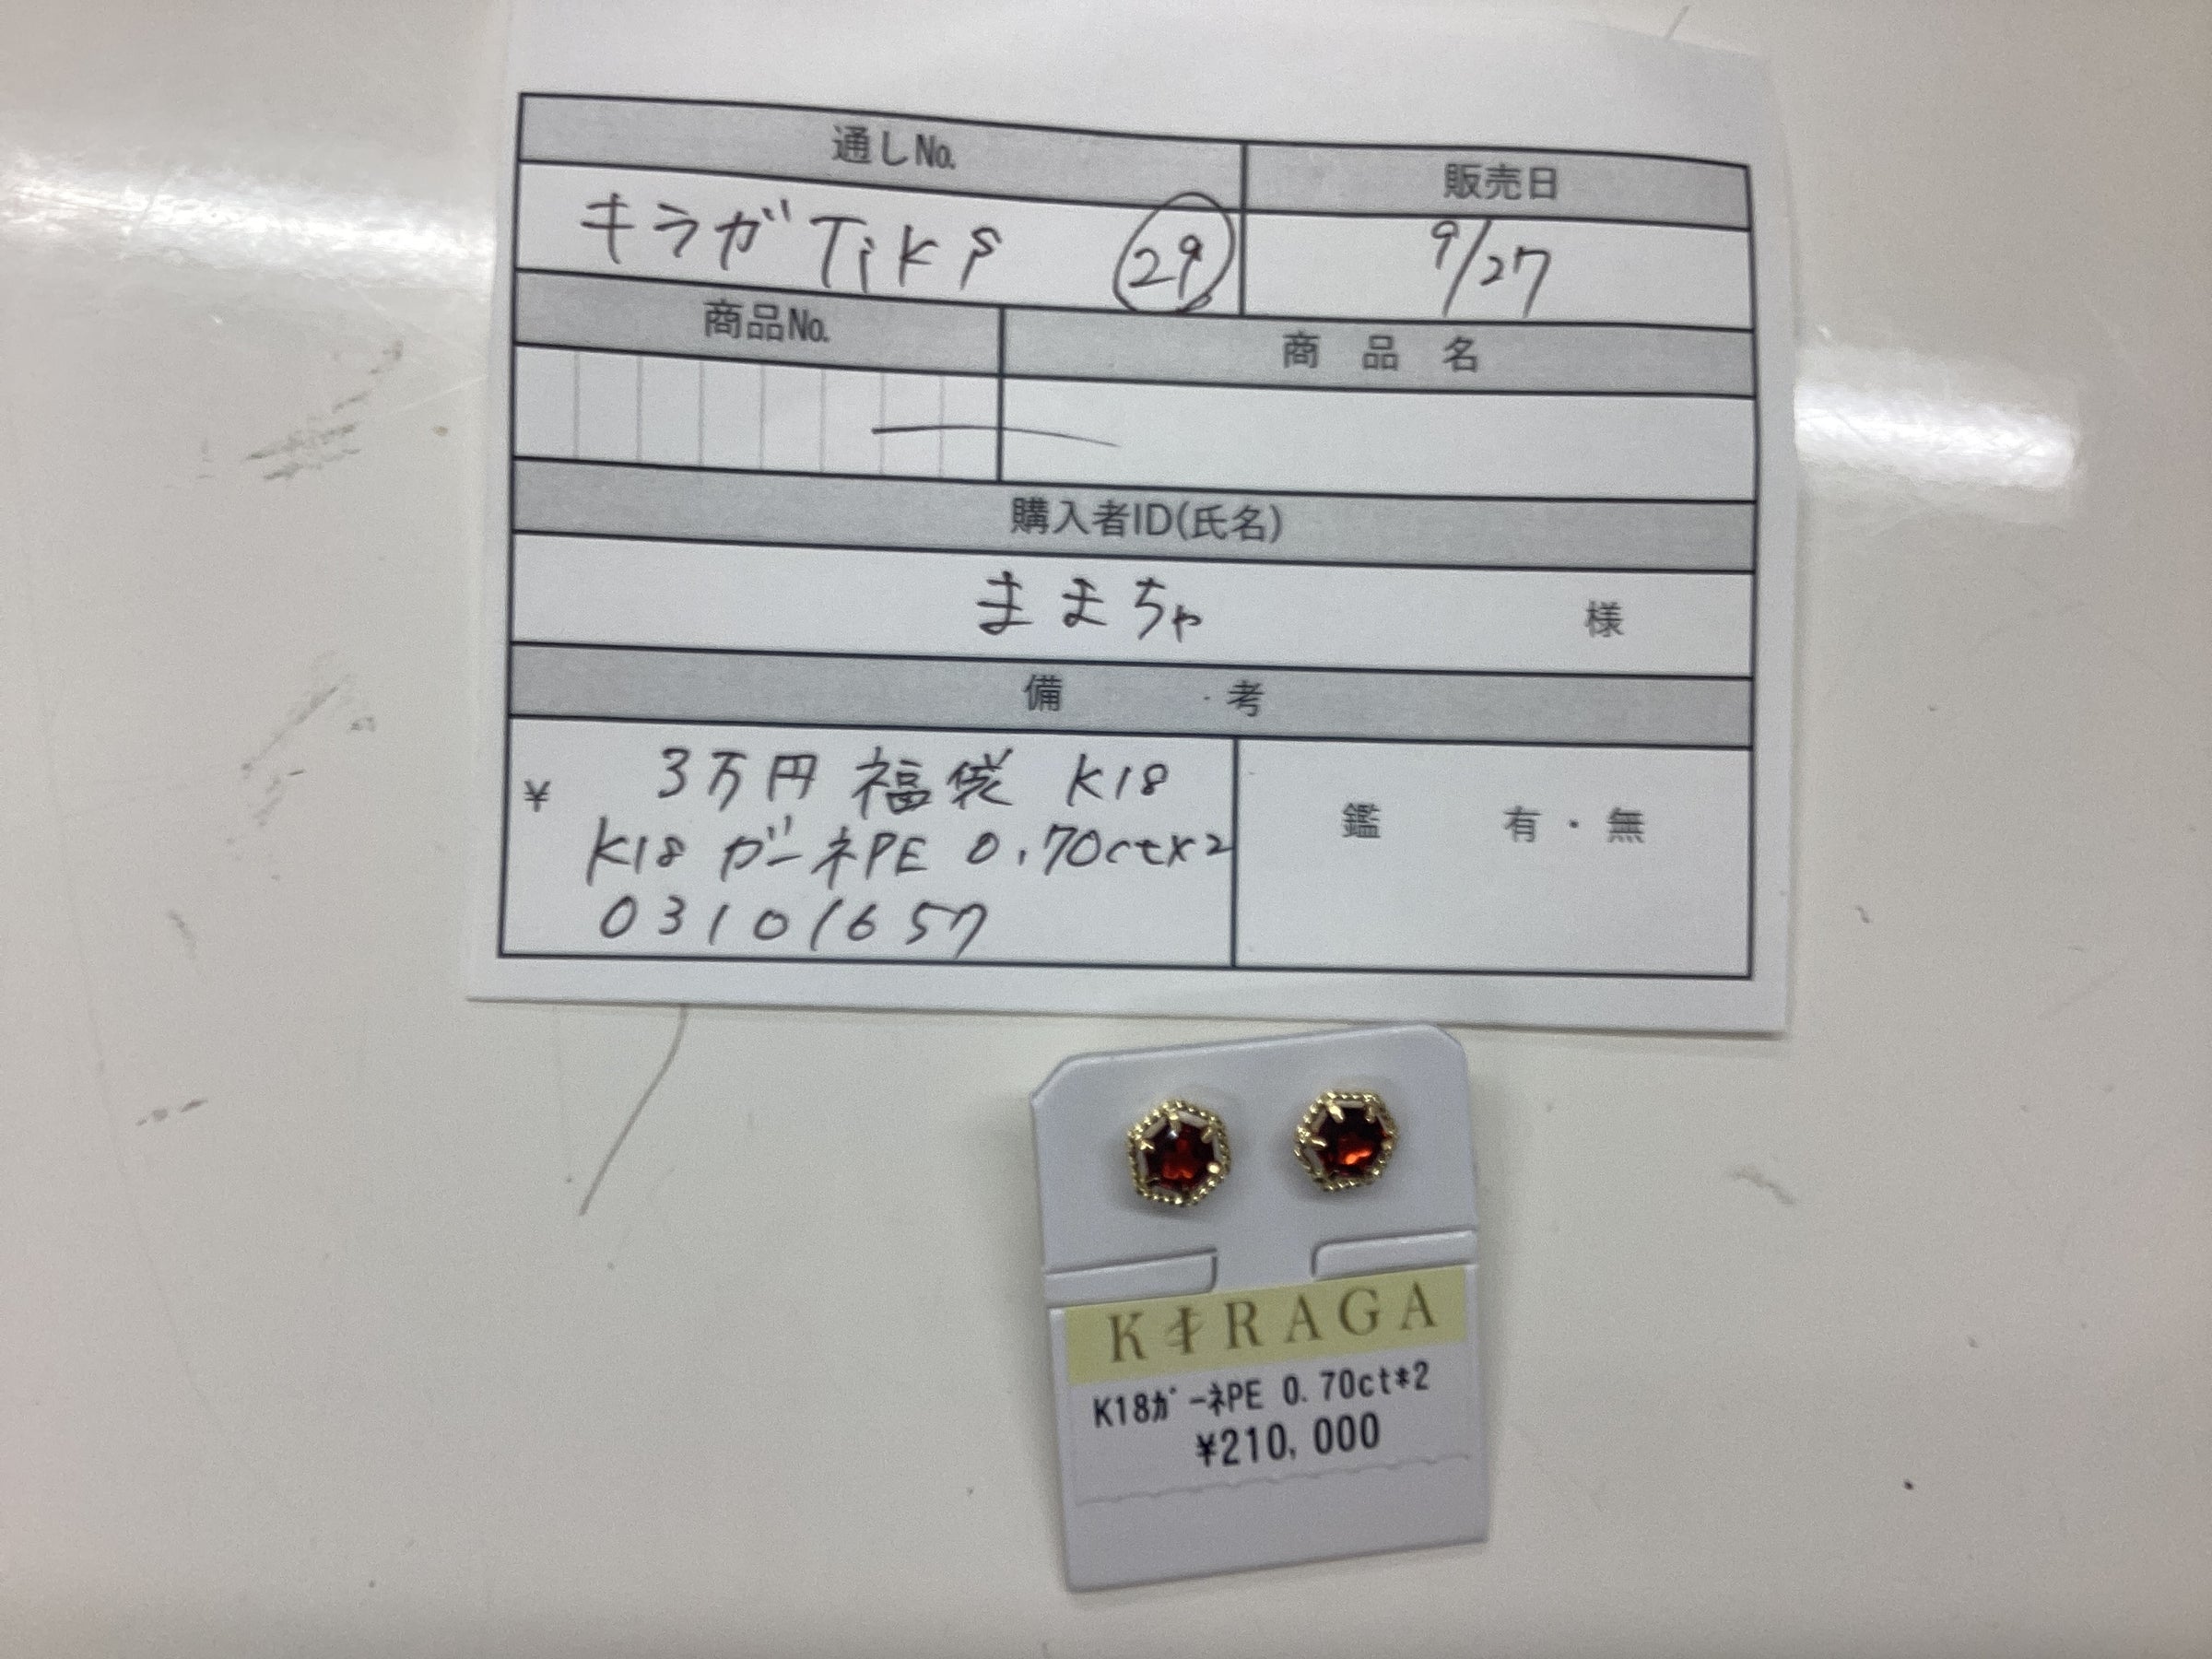 通し№ 販売日
キラガTiks 29 9/27
商品№ 商品名
購入者ID(氏名)
ままちゃ 様
備考
¥ 3万円 福袋 K18
K18 ガーネPE 0.70ct×2
03101657
鑑 有・無
KIRAGA
K18ｶﾞｰﾈPE 0.70ct*2
¥210,000